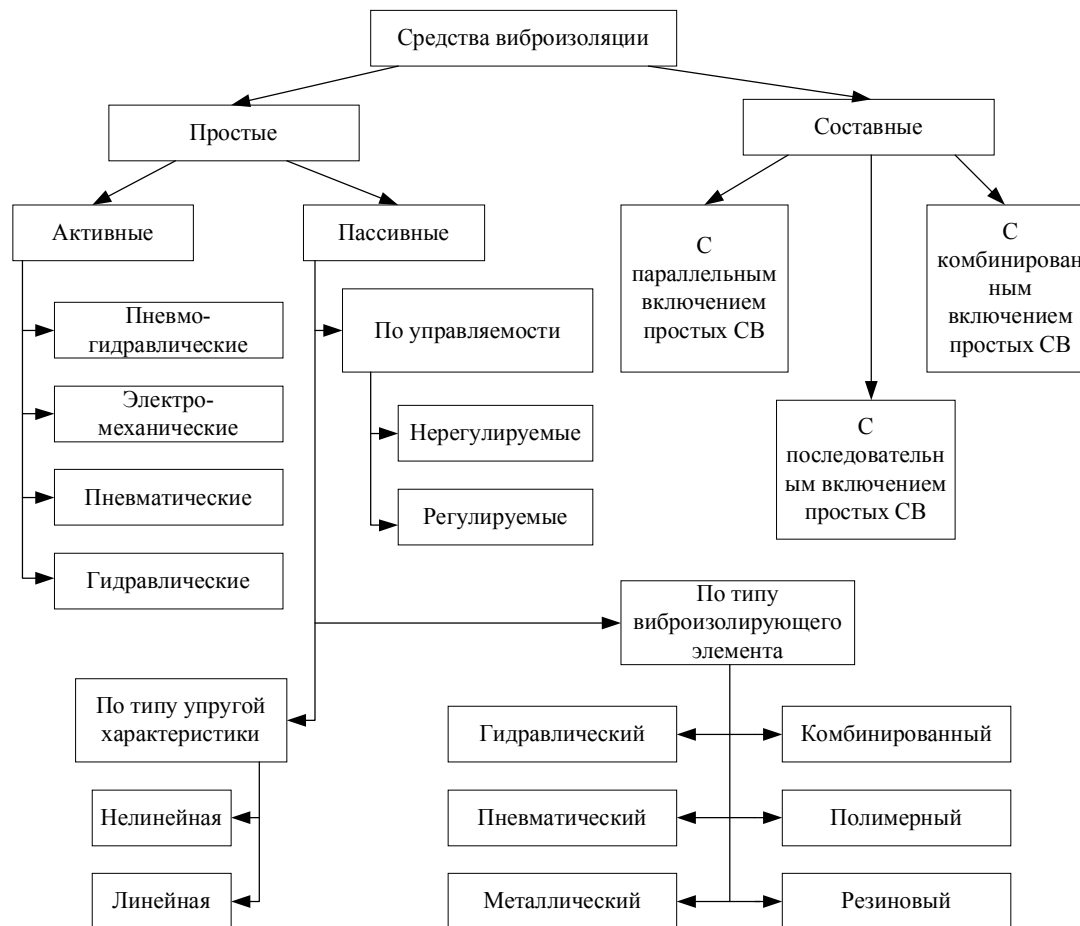 Средства виброизоляции
Простые
Составные
Активные
Пассивные
С
параллельным
включением
простых СВ
С
комбинирован
ным
включением
простых СВ
Пневмо-
гидравлические
По управляемости
Электро-
механические
Нерегулируемые
С
последовательн
ым включением
простых СВ
Пневматические
Регулируемые
Гидравлические
По типу
виброизолирующего
элемента
По типу упругой
характеристики
Гидравлический
Комбинированный
Нелинейная
Пневматический
Полимерный
Линейная
Металлический
Резиновый